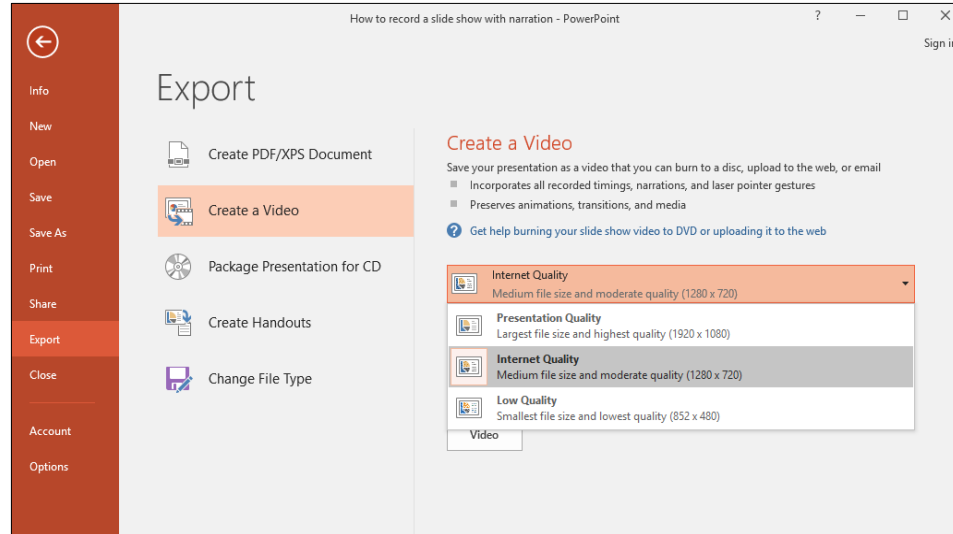 How to record a slide show with narration - PowerPoint
?
Sign in
Info
New
Open
Save
Save As
Print
Share
Export
Close
Account
Options
Export
Create PDF/XPS Document
Create a Video
Package Presentation for CD
Create Handouts
Change File Type
Create a Video
Save your presentation as a video that you can burn to a disc, upload to the web, or email
Incorporates all recorded timings, narrations, and laser pointer gestures
Preserves animations, transitions, and media
? Get help burning your slide show video to DVD or uploading it to the web
Internet Quality
Medium file size and moderate quality (1280 x 720)
Presentation Quality
Largest file size and highest quality (1920 x 1080)
Internet Quality
Medium file size and moderate quality (1280 x 720)
Low Quality
Smallest file size and lowest quality (852 x 480)
Video